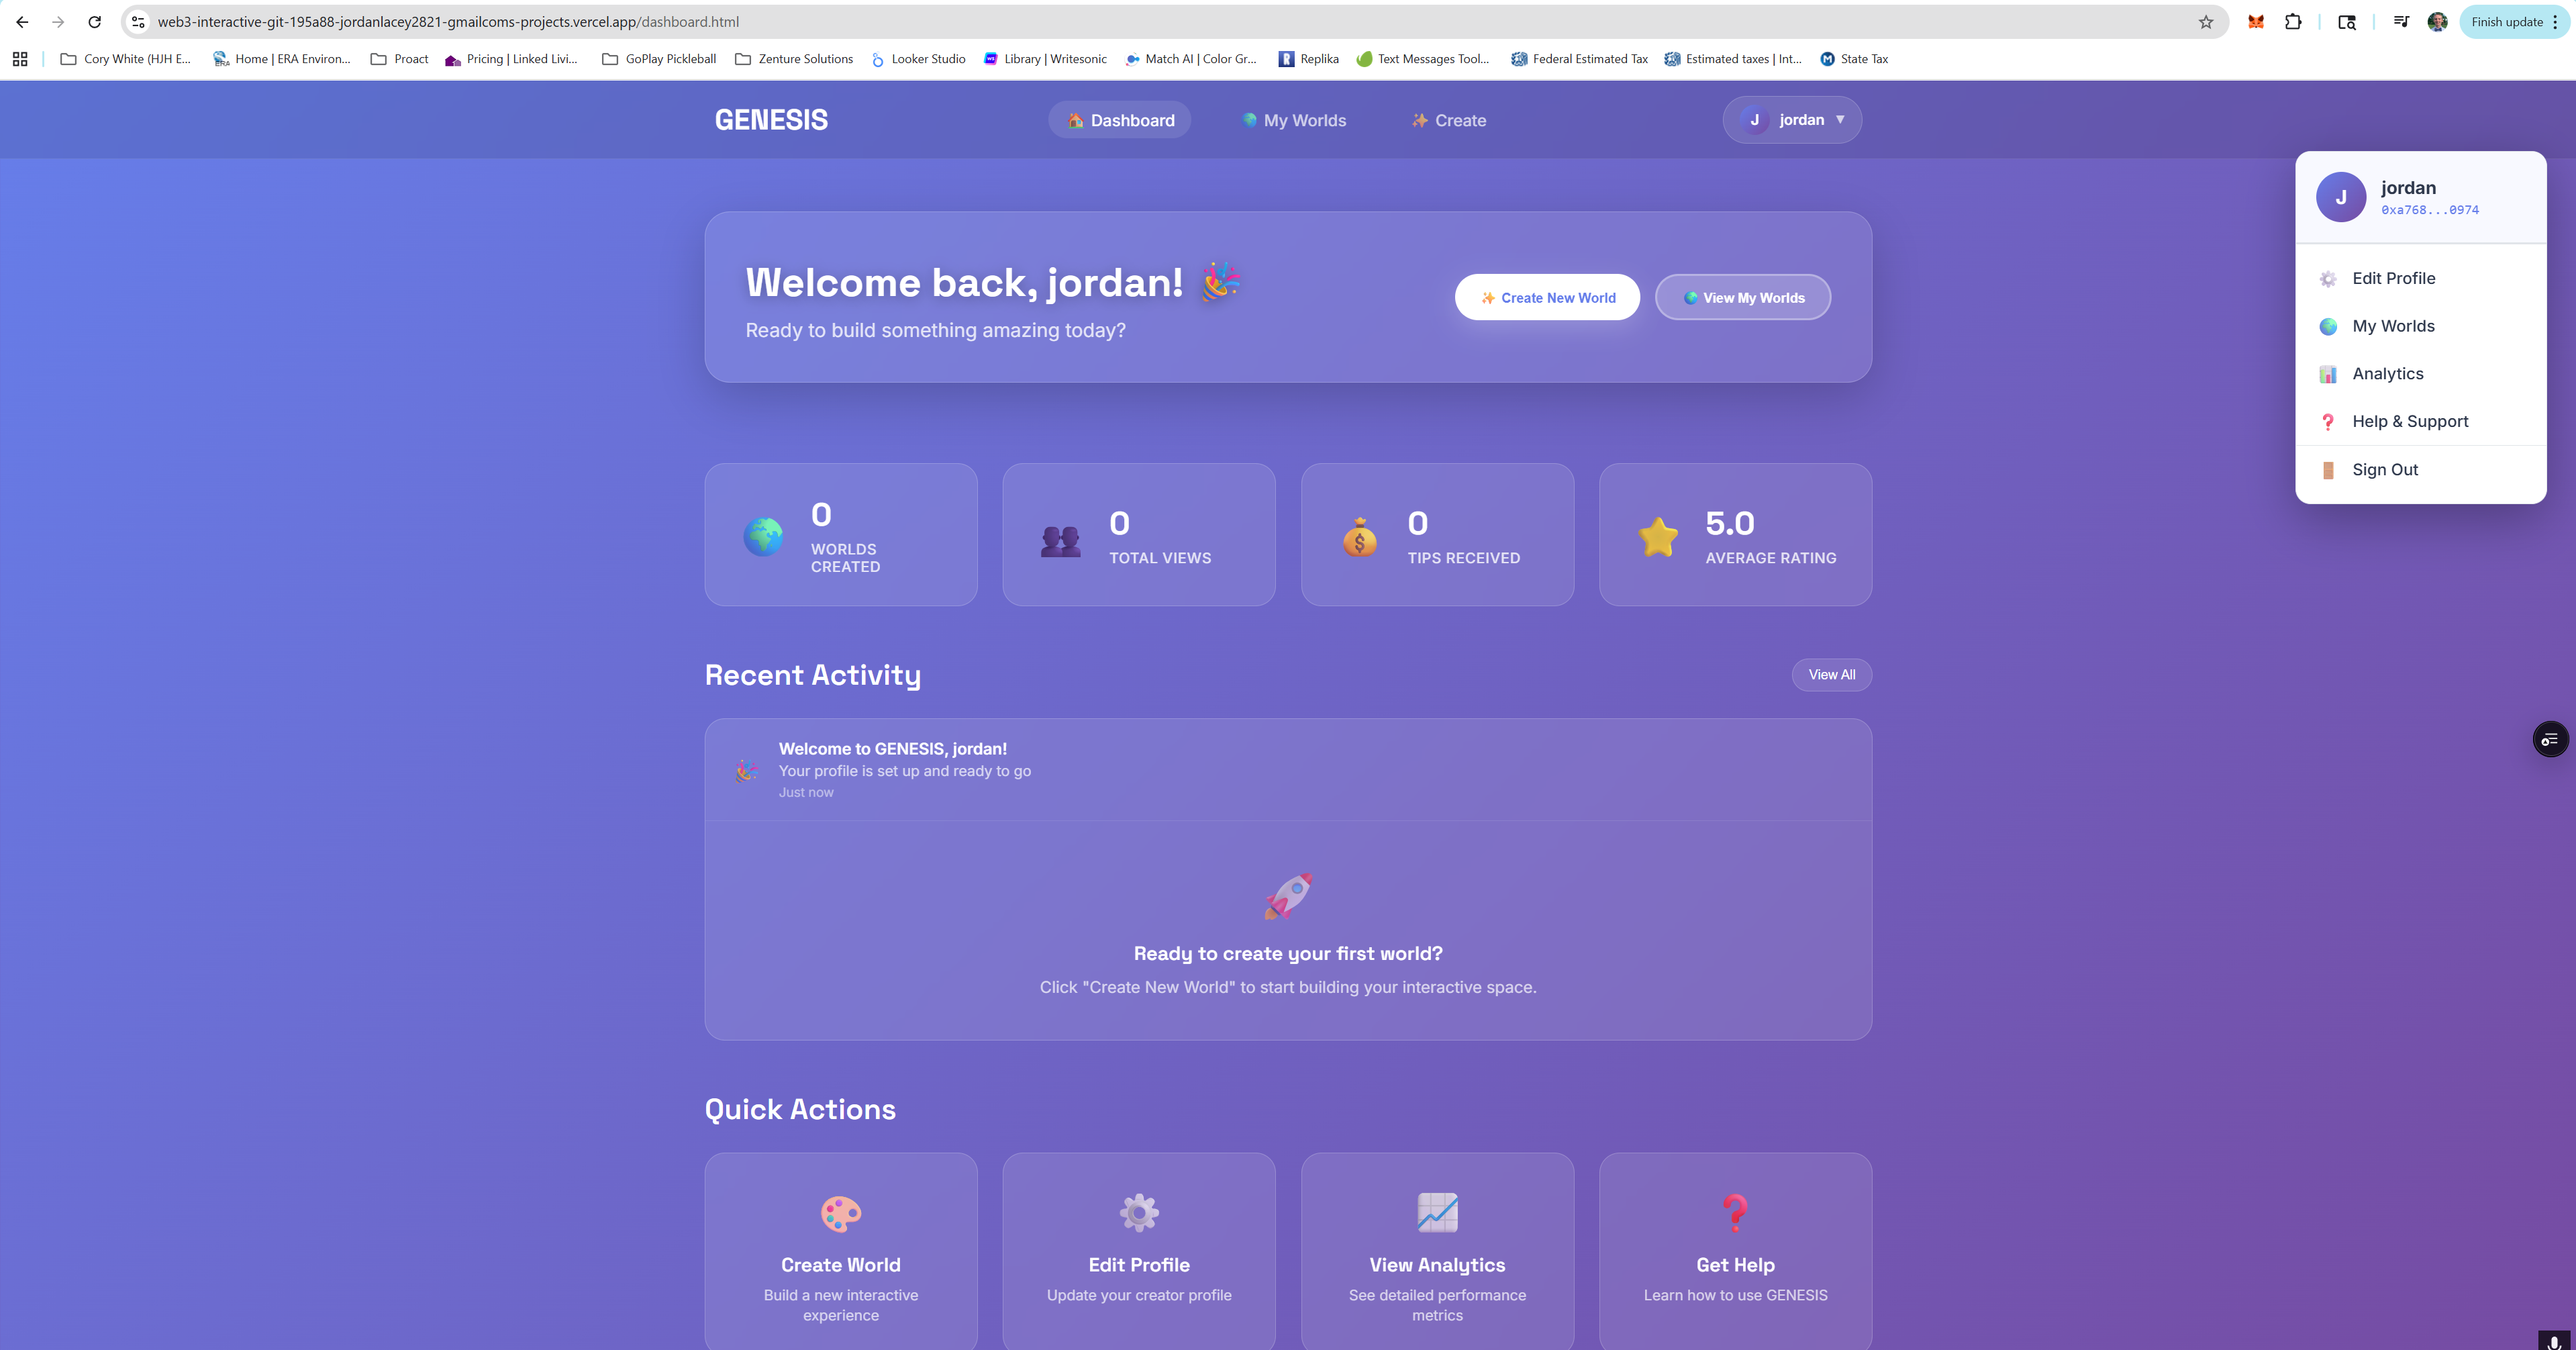 web3-interactive-git-195a88-jordanlacey2821-gmailcoms-projects.vercel.app/dashboard.html
Finish update
Cory White (HJH E...
Home | ERA Environ...
Proact
Pricing | Linked Livi...
GoPlay Pickleball
Zenture Solutions
Looker Studio
Library | Writesonic
Match AI | Color Gr...
Replika
Text Messages Tool...
Federal Estimated Tax
Estimated taxes | Int...
State Tax
GENESIS
Dashboard
My Worlds
Create
J jordan ▼
J
jordan
0xa768...0974
Edit Profile
My Worlds
Analytics
Help & Support
Sign Out
Welcome back, jordan!
Ready to build something amazing today?
Create New World
View My Worlds
0
WORLDS
CREATED
0
TOTAL VIEWS
0
TIPS RECEIVED
5.0
AVERAGE RATING
Recent Activity
View All
Welcome to GENESIS, jordan!
Your profile is set up and ready to go
Just now
Ready to create your first world?
Click "Create New World" to start building your interactive space.
Quick Actions
Create World
Build a new interactive
experience
Edit Profile
Update your creator profile
View Analytics
See detailed performance
metrics
Get Help
Learn how to use GENESIS